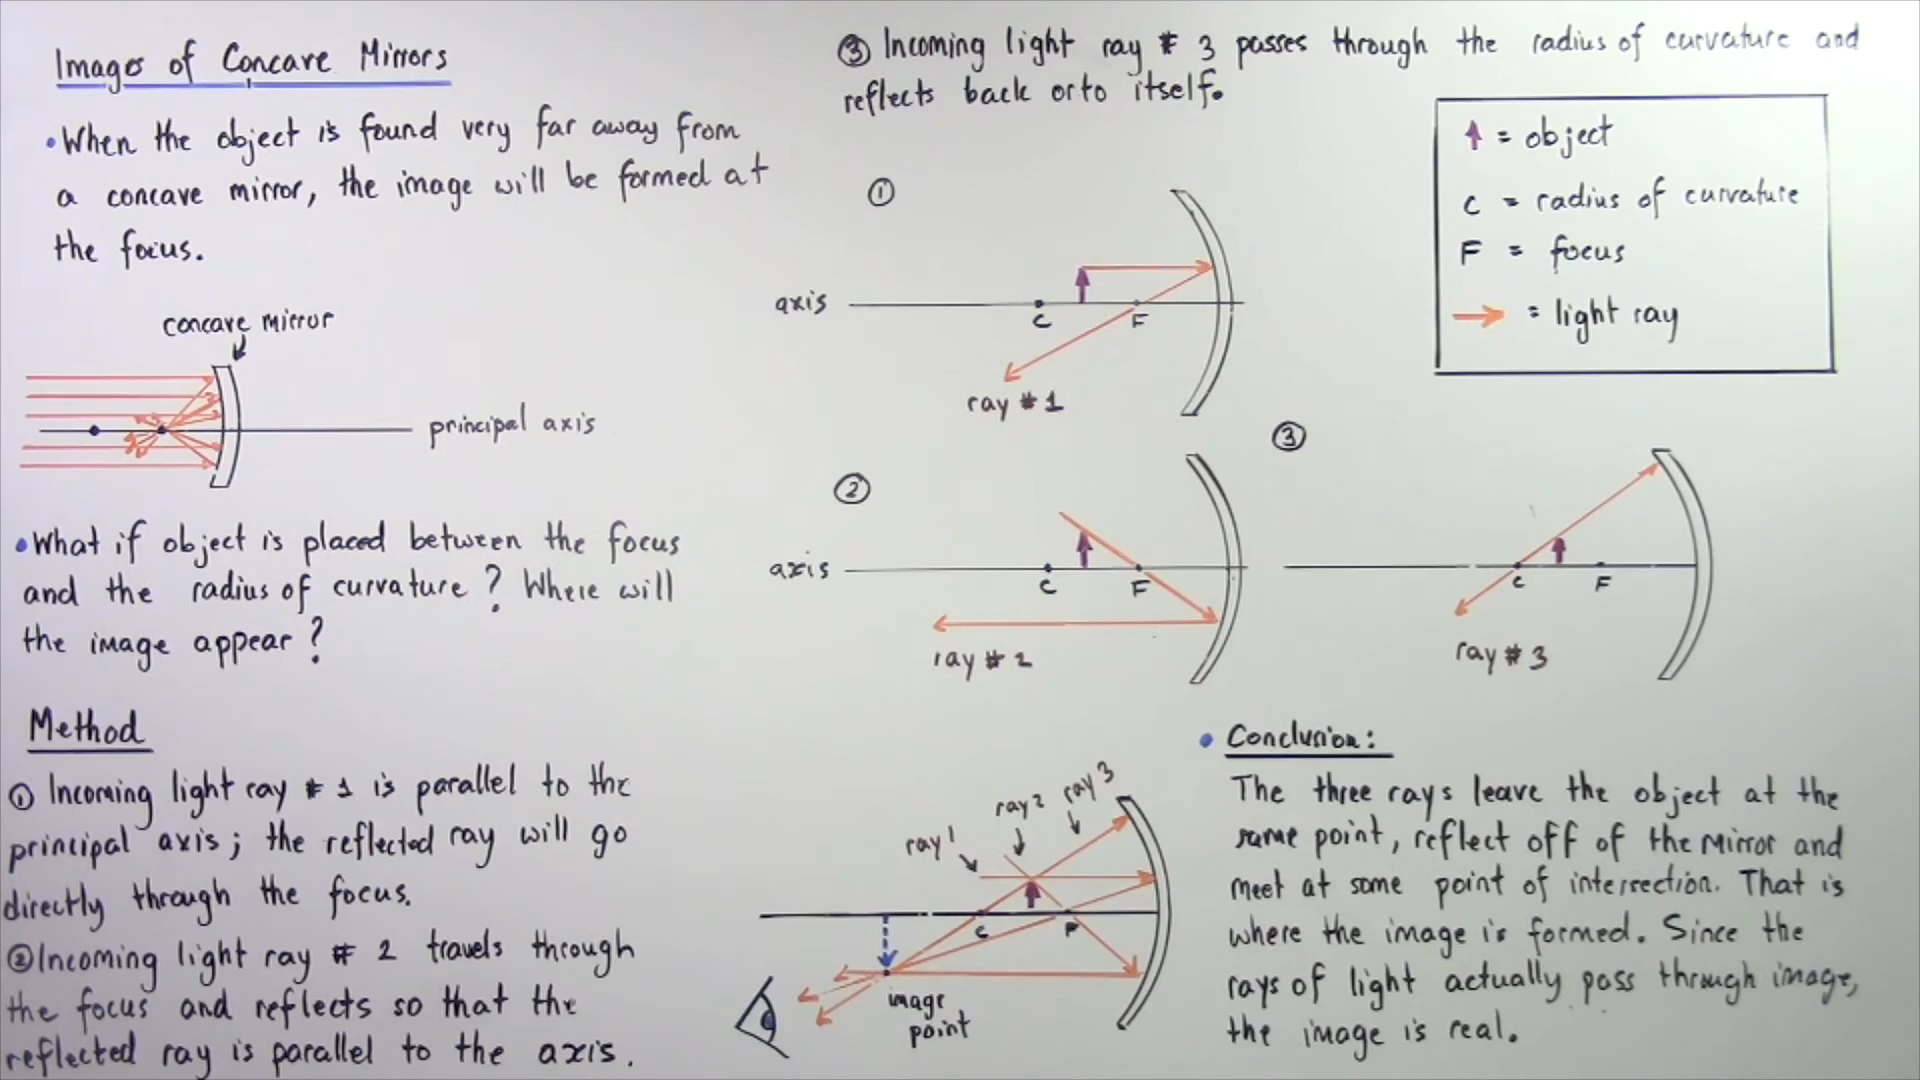 Images of Concave Mirrors
• When the object is found very far away from
a concave mirror, the image will be formed at
the focus.
concave mirror
principal axis
• What if object is placed between the focus
and the radius of curvature? Where will
the image appear?
Method
① Incoming light ray # 1 is parallel to the
principal axis; the reflected ray will go
directly through the focus.
② Incoming light ray # 2 travels through
the focus and reflects so that the
reflected ray is parallel to the axis.
③ Incoming light ray # 3 passes through the radius of curvature and
reflects back onto itself.
= object
C = radius of curvature
F = focus
= light ray
①
axis
C
F
ray # 1
②
axis
C
F
ray # 2
③
C
F
ray # 3
ray 1
ray 2
ray 3
C
F
image
point
• Conclusion:
The three rays leave the object at the
same point, reflect off of the mirror and
meet at some point of intersection. That is
where the image is formed. Since the
rays of light actually pass through image,
the image is real.